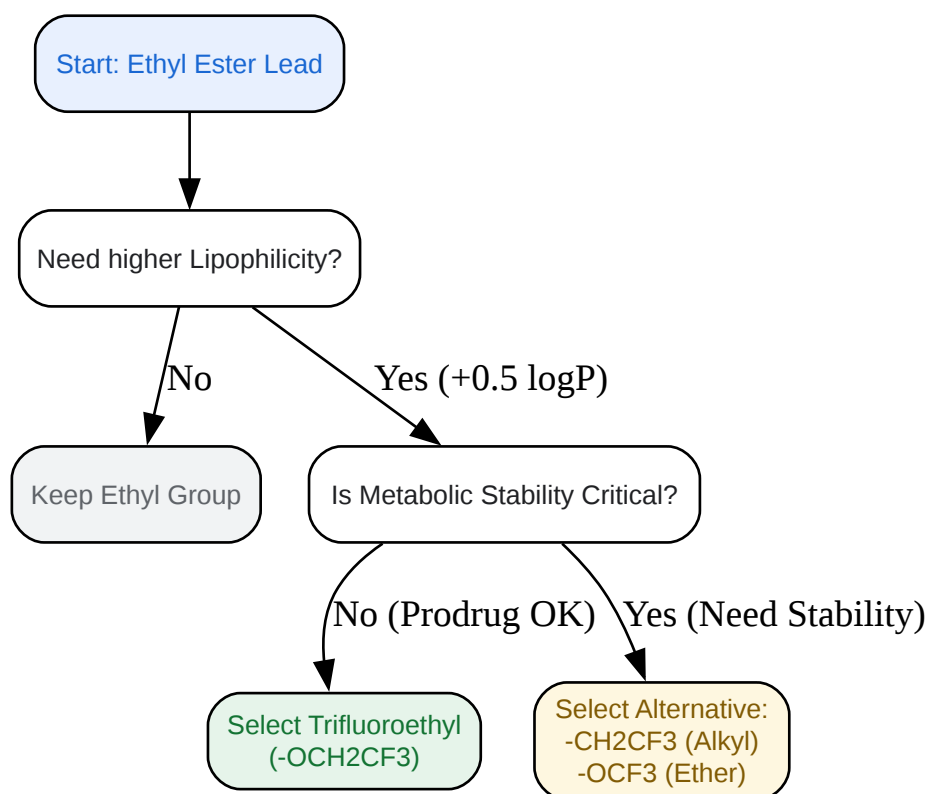 Start: Ethyl Ester Lead
Need higher Lipophilicity?
No
Yes (+0.5 logP)
Keep Ethyl Group
Is Metabolic Stability Critical?
No (Prodrug OK)
Yes (Need Stability)
Select Trifluoroethyl
(-OCH2CF3)
Select Alternative:
-CH2CF3 (Alkyl)
-OCF3 (Ether)